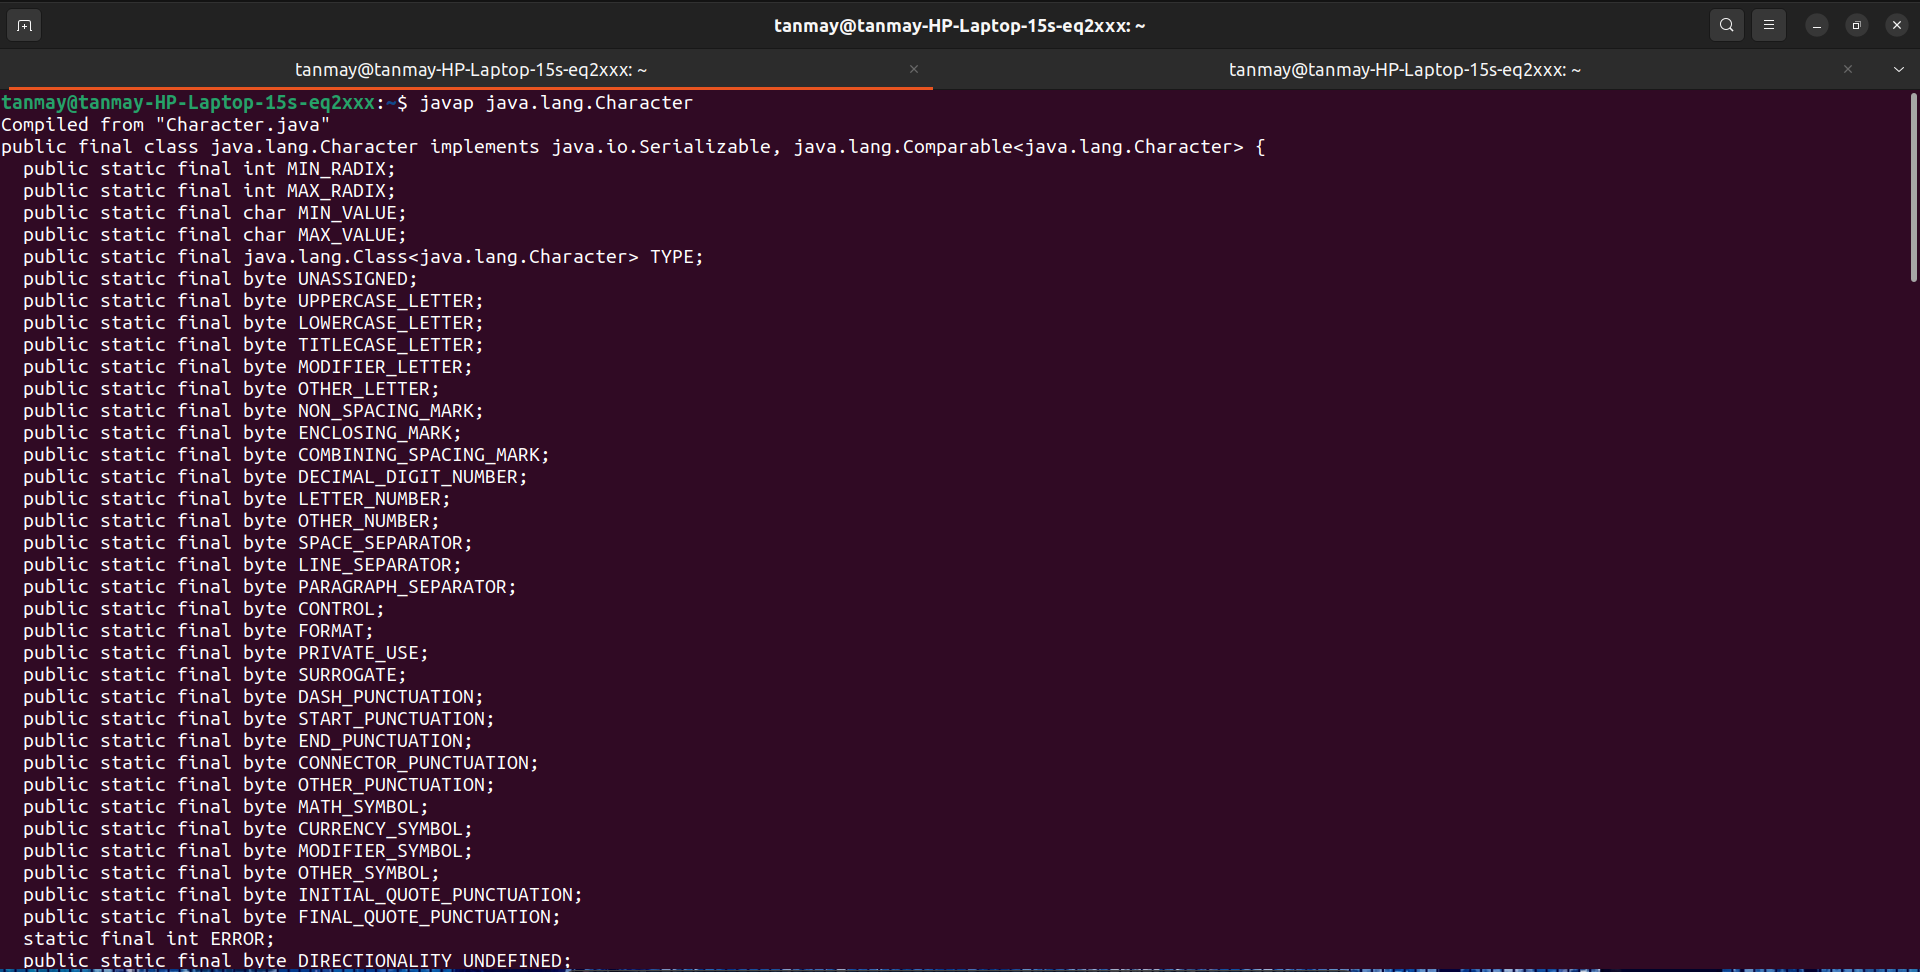 tanmay@tanmay-HP-Laptop-15s-eq2xxx: ~
tanmay@tanmay-HP-Laptop-15s-eq2xxx: ~
tanmay@tanmay-HP-Laptop-15s-eq2xxx: ~
tanmay@tanmay-HP-Laptop-15s-eq2xxx:~$ javap java.lang.Character
Compiled from "Character.java"
public final class java.lang.Character implements java.io.Serializable, java.lang.Comparable<java.lang.Character> {
  public static final int MIN_RADIX;
  public static final int MAX_RADIX;
  public static final char MIN_VALUE;
  public static final char MAX_VALUE;
  public static final java.lang.Class<java.lang.Character> TYPE;
  public static final byte UNASSIGNED;
  public static final byte UPPERCASE_LETTER;
  public static final byte LOWERCASE_LETTER;
  public static final byte TITLECASE_LETTER;
  public static final byte MODIFIER_LETTER;
  public static final byte OTHER_LETTER;
  public static final byte NON_SPACING_MARK;
  public static final byte ENCLOSING_MARK;
  public static final byte COMBINING_SPACING_MARK;
  public static final byte DECIMAL_DIGIT_NUMBER;
  public static final byte LETTER_NUMBER;
  public static final byte OTHER_NUMBER;
  public static final byte SPACE_SEPARATOR;
  public static final byte LINE_SEPARATOR;
  public static final byte PARAGRAPH_SEPARATOR;
  public static final byte CONTROL;
  public static final byte FORMAT;
  public static final byte PRIVATE_USE;
  public static final byte SURROGATE;
  public static final byte DASH_PUNCTUATION;
  public static final byte START_PUNCTUATION;
  public static final byte END_PUNCTUATION;
  public static final byte CONNECTOR_PUNCTUATION;
  public static final byte OTHER_PUNCTUATION;
  public static final byte MATH_SYMBOL;
  public static final byte CURRENCY_SYMBOL;
  public static final byte MODIFIER_SYMBOL;
  public static final byte OTHER_SYMBOL;
  public static final byte INITIAL_QUOTE_PUNCTUATION;
  public static final byte FINAL_QUOTE_PUNCTUATION;
  static final int ERROR;
  public static final byte DIRECTIONALITY_UNDEFINED;